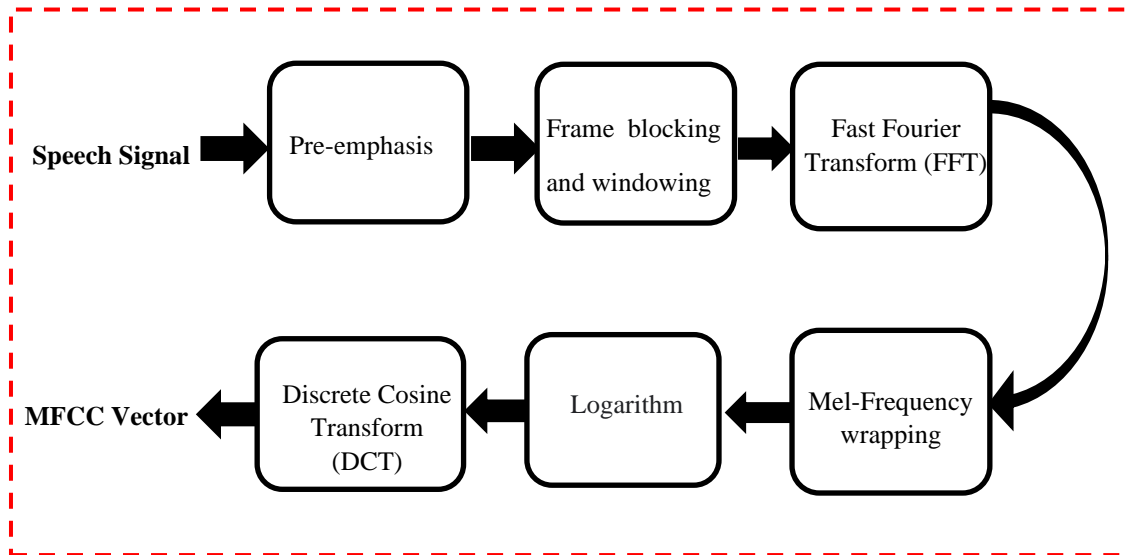 Speech Signal
Pre-emphasis
Frame blocking
and windowing
Fast Fourier
Transform (FFT)
Mel-Frequency
wrapping
Logarithm
Discrete Cosine
Transform
(DCT)
MFCC Vector